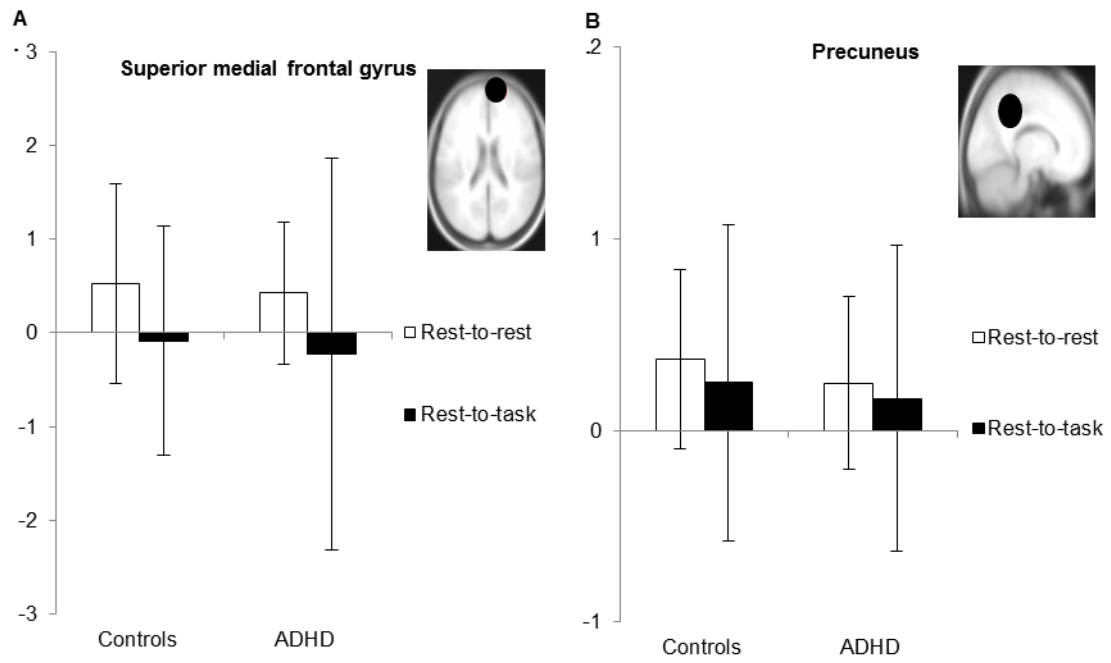 A
Superior medial frontal gyrus
3
2
1
0
-1
-2
-3
Controls ADHD
Rest-to-rest
Rest-to-task
B
Precuneus
.2
1
0
-1
Controls ADHD
Rest-to-rest
Rest-to-task